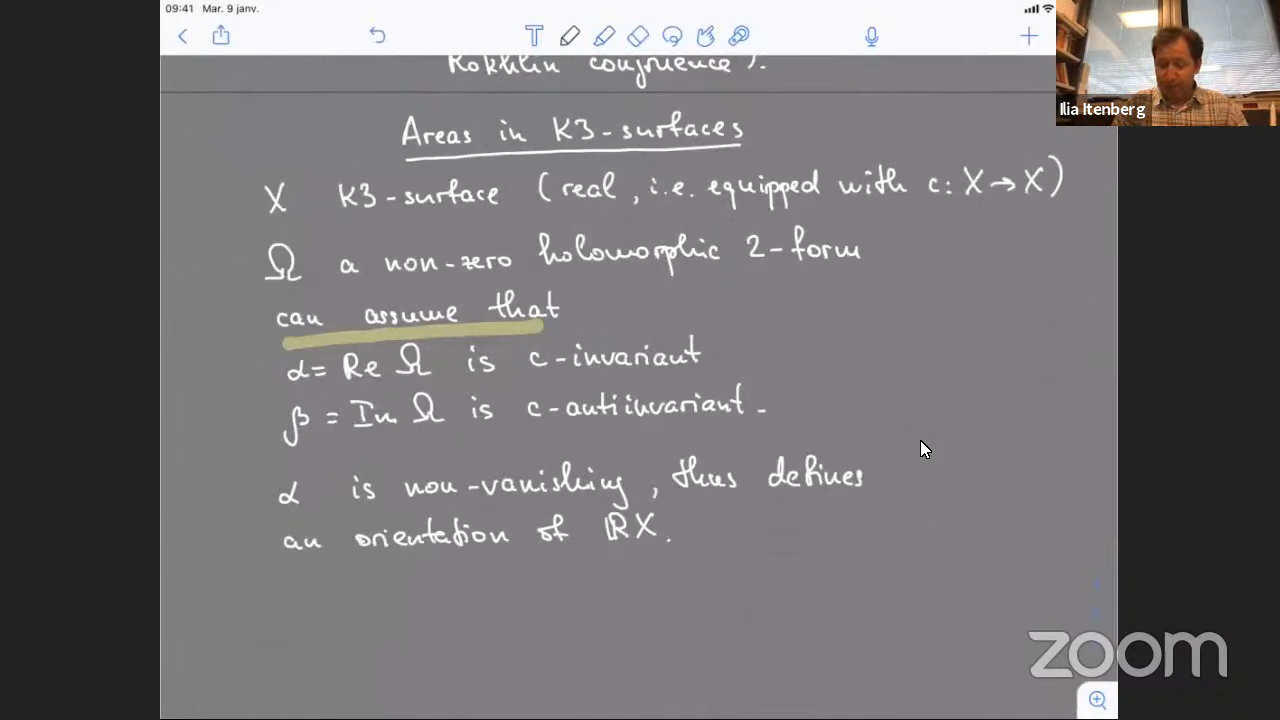 09:41 Mar. 9 janv.
Rokhlin congruence).
Ilia Itenberg
Areas in K3-surfaces
X K3-surface (real, i.e. equipped with c: X→X)
Ω a non-zero holomorphic 2-form
can assume that
α = Re Ω is c-invariant
β = Im Ω is c-antiinvariant.
α is non-vanishing, thus defines
an orientation of ℝX.
zoom